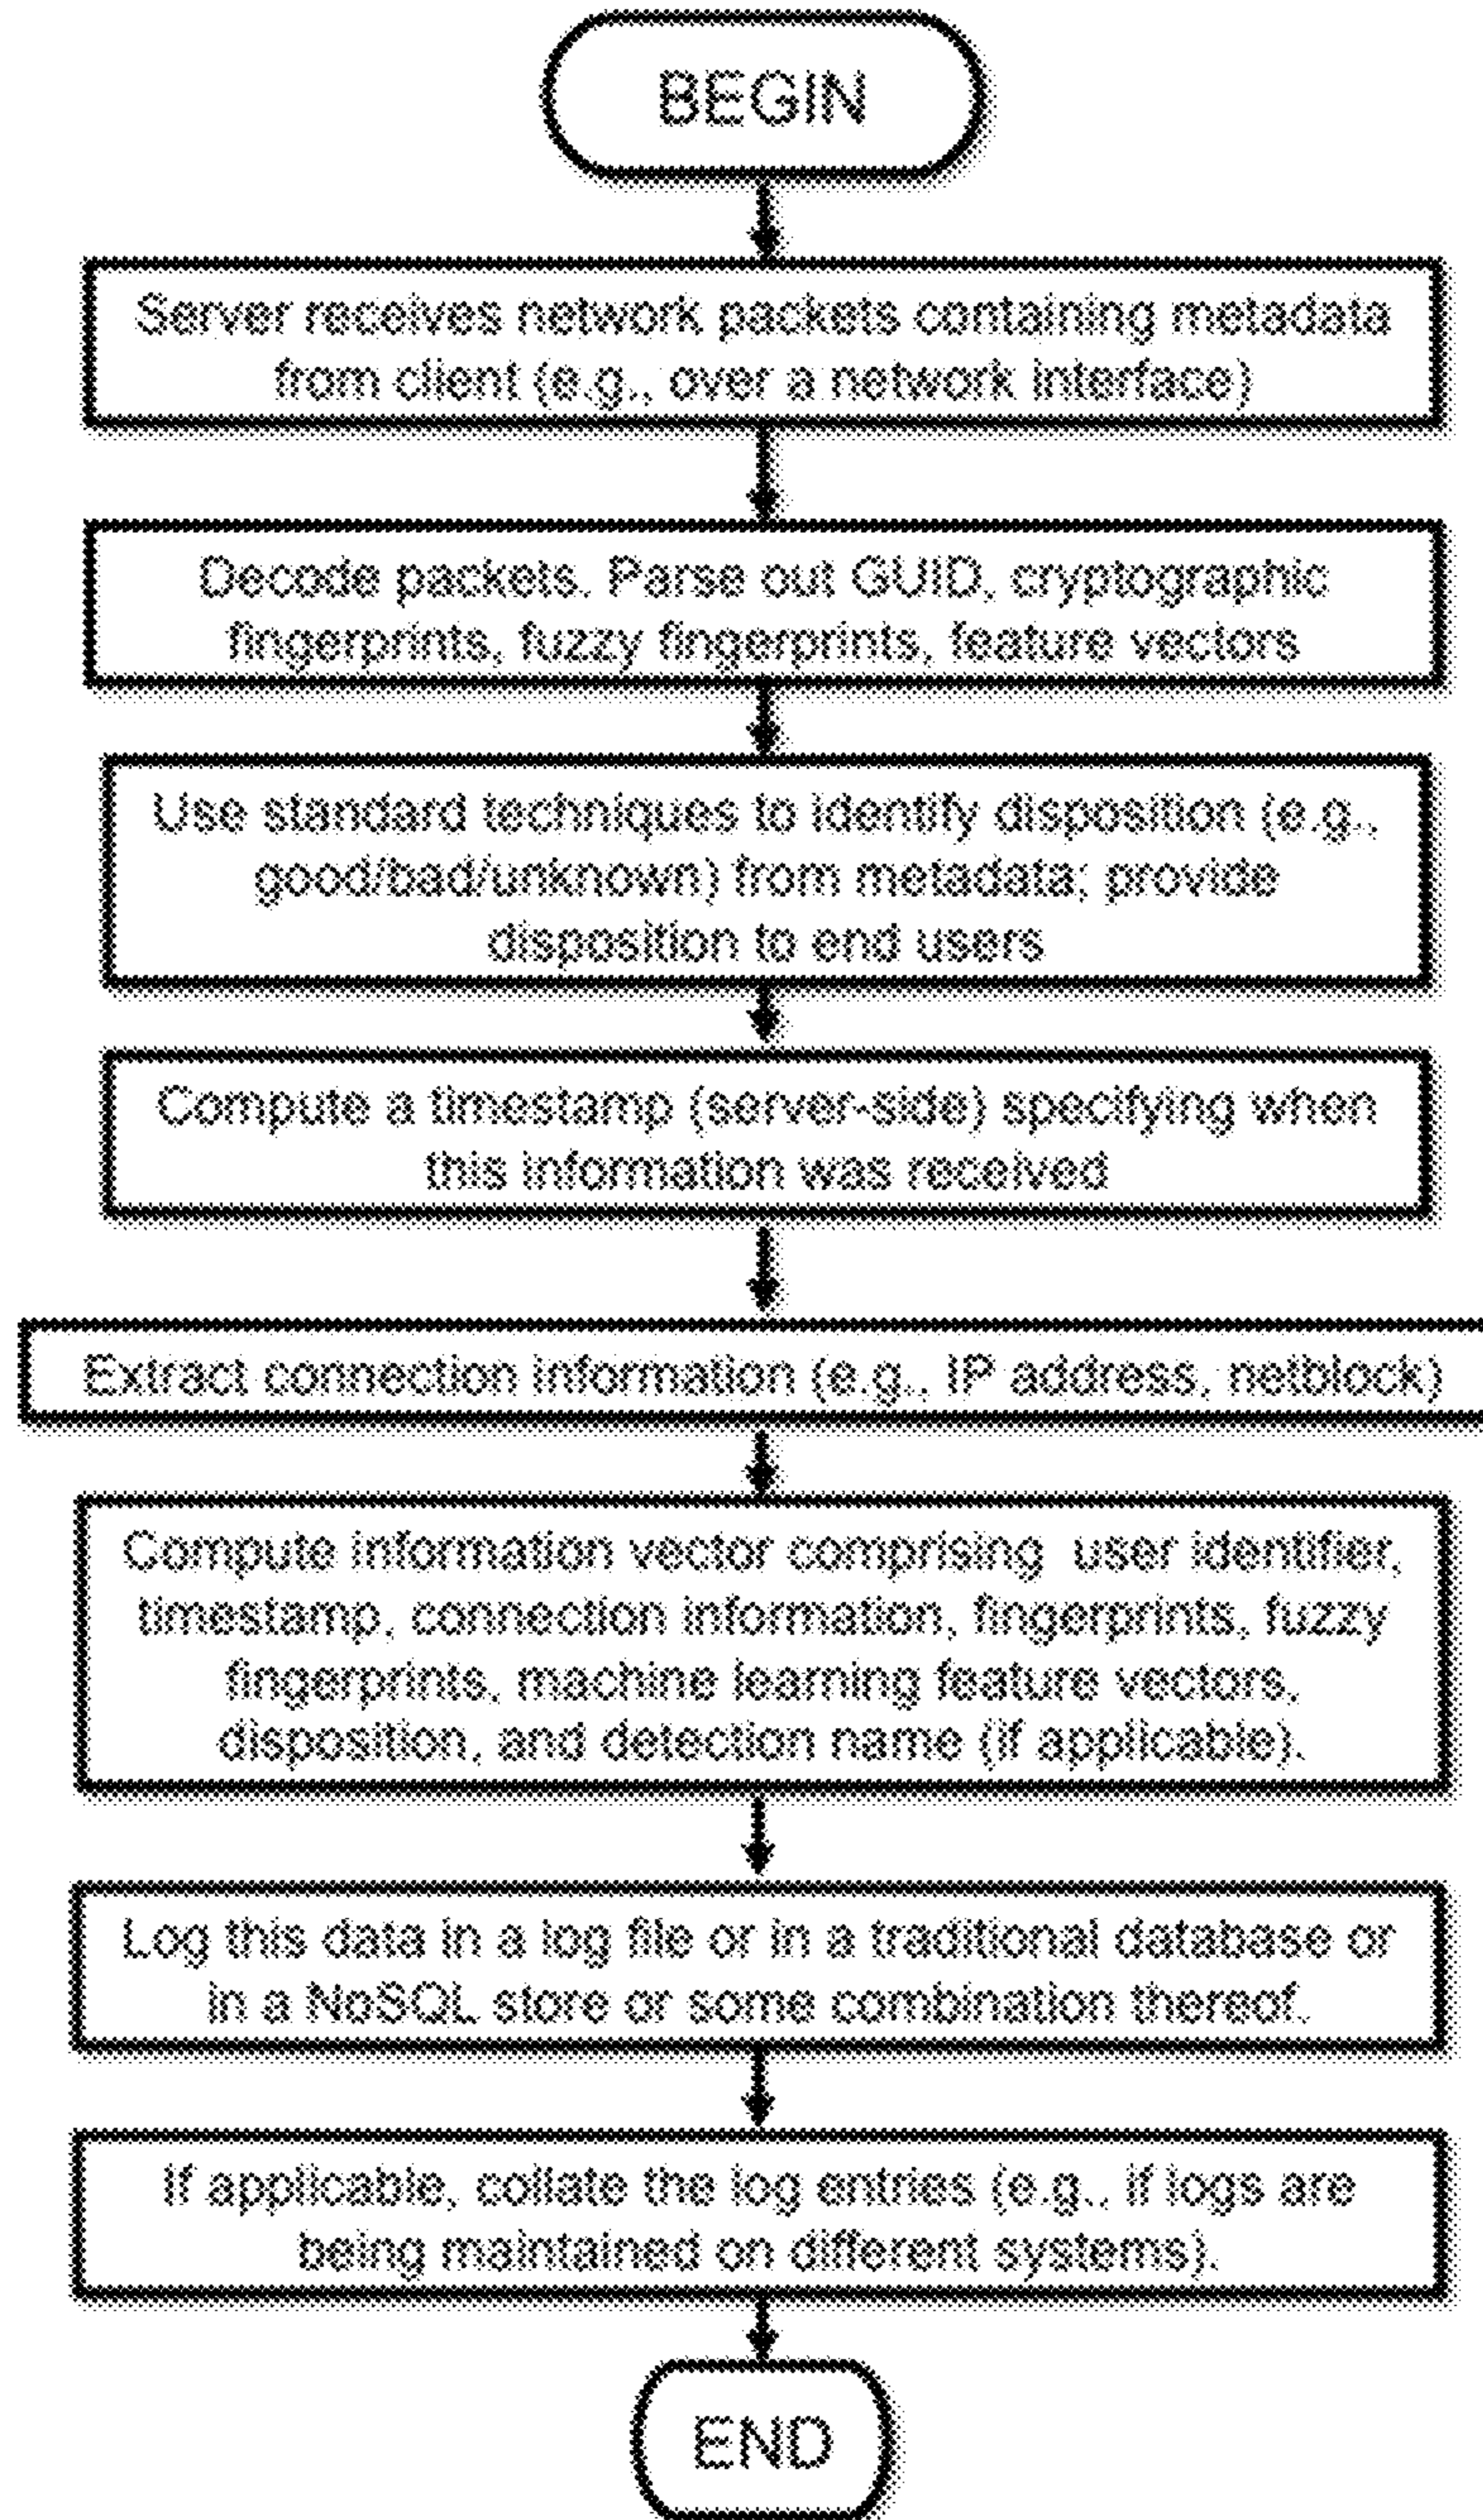 BEGIN
Server receives network packets containing metadata
from client (e.g., over a network interface)
Decode packets. Parse out GUID, cryptographic
fingerprints, fuzzy fingerprints, feature vectors
Use standard techniques to identify disposition (e.g.,
good/bad/unknown) from metadata; provide
disposition to end users
Compute a timestamp (server-side) specifying when
this information was received
Extract connection information (e.g., IP address, netblock)
Compute information vector comprising user identifier,
timestamp, connection information, fingerprints, fuzzy
fingerprints, machine learning feature vectors,
disposition, and detection name (if applicable).
Log this data in a log file or in a traditional database or
in a NoSQL store or some combination thereof.
If applicable, collate the log entries (e.g., if logs are
being maintained on different systems).
END